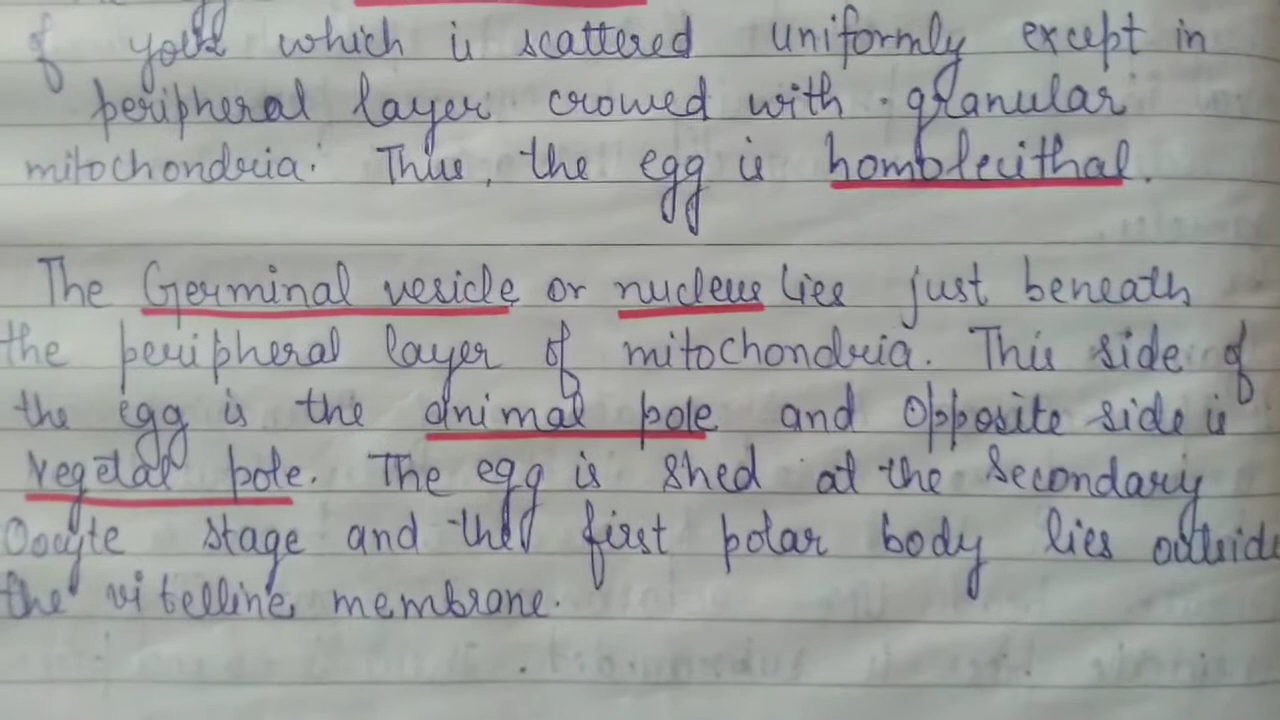 of yolk which is scattered uniformly except in
peripheral layer crowed with granular
mitochondria. Thus, the egg is homolecithal.
The Germinal vesicle or nucleus lies just beneath
the peripheral layer of mitochondria. This side of
the egg is the animal pole and opposite side is
vegetal pole. The egg is shed at the Secondary
Oocyte stage and the first polar body lies outside
the vitelline membrane.